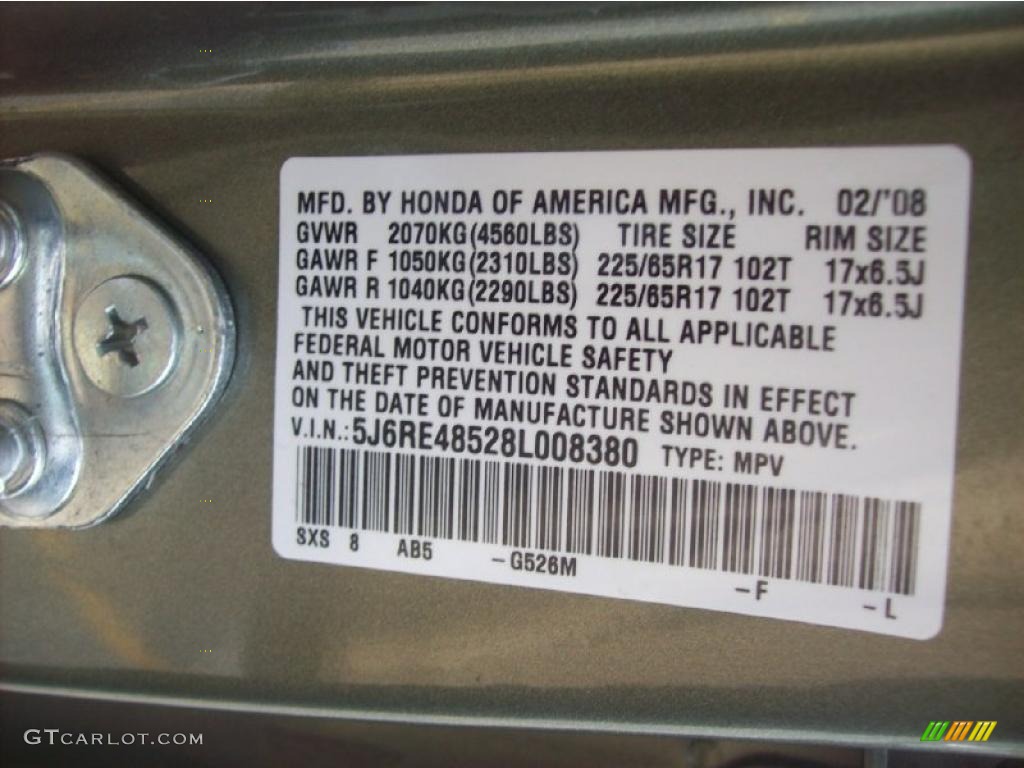 MFD. BY HONDA OF AMERICA MFG., INC. 02/'08
GVWR 2070KG(4560LBS) TIRE SIZE RIM SIZE
GAWR F 1050KG(2310LBS) 225/65R17 102T 17x6.5J
GAWR R 1040KG(2290LBS) 225/65R17 102T 17x6.5J
THIS VEHICLE CONFORMS TO ALL APPLICABLE
FEDERAL MOTOR VEHICLE SAFETY
AND THEFT PREVENTION STANDARDS IN EFFECT
ON THE DATE OF MANUFACTURE SHOWN ABOVE.
V.I.N.: 5J6RE48528L008380 TYPE: MPV
SXS 8 AB5 -G526M -F -L
GTCARLOT.COM